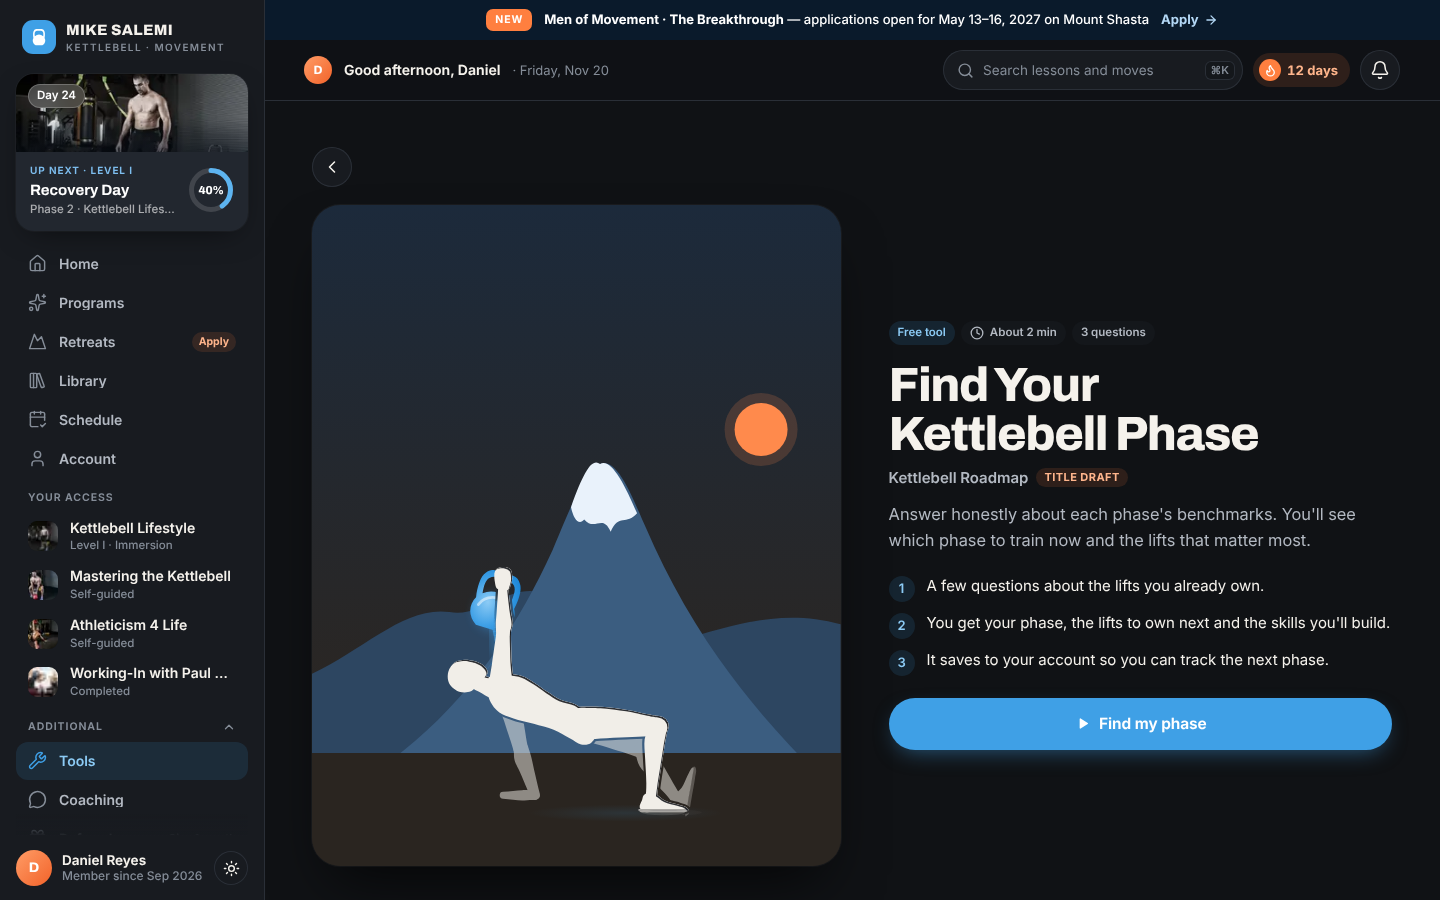 MIKE SALEMI
KETTLEBELL · MOVEMENT
Day 24
UP NEXT · LEVEL I
Recovery Day
Phase 2 · Kettlebell Lifes...
40%
Home
Programs
Retreats
Apply
Library
Schedule
Account
YOUR ACCESS
Kettlebell Lifestyle
Level I · Immersion
Mastering the Kettlebell
Self-guided
Athleticism 4 Life
Self-guided
Working-In with Paul ...
Completed
ADDITIONAL
Tools
Coaching
D
Daniel Reyes
Member since Sep 2026
NEW Men of Movement · The Breakthrough — applications open for May 13–16, 2027 on Mount Shasta Apply →
D Good afternoon, Daniel · Friday, Nov 20
Search lessons and moves ⌘K
12 days
Free tool
About 2 min
3 questions
Find Your
Kettlebell Phase
Kettlebell Roadmap TITLE DRAFT
Answer honestly about each phase's benchmarks. You'll see
which phase to train now and the lifts that matter most.
1 A few questions about the lifts you already own.
2 You get your phase, the lifts to own next and the skills you'll build.
3 It saves to your account so you can track the next phase.
Find my phase